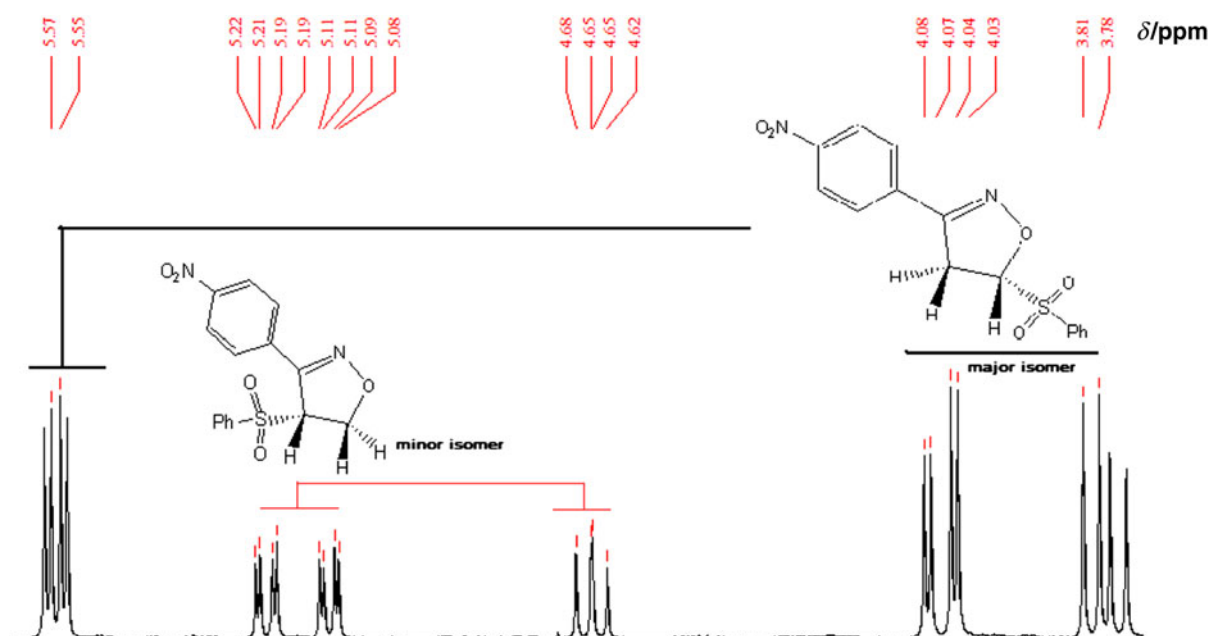 5.57
5.55
5.22
5.21
5.19
5.19
5.11
5.11
5.09
5.08
4.68
4.65
4.65
4.62
4.08
4.07
4.04
4.03
3.81
3.78
δ/ppm
O₂N
N
O
H
H
H
O
S
O
Ph
major isomer
O₂N
N
O
O
Ph
S
O
H
H
H
minor isomer